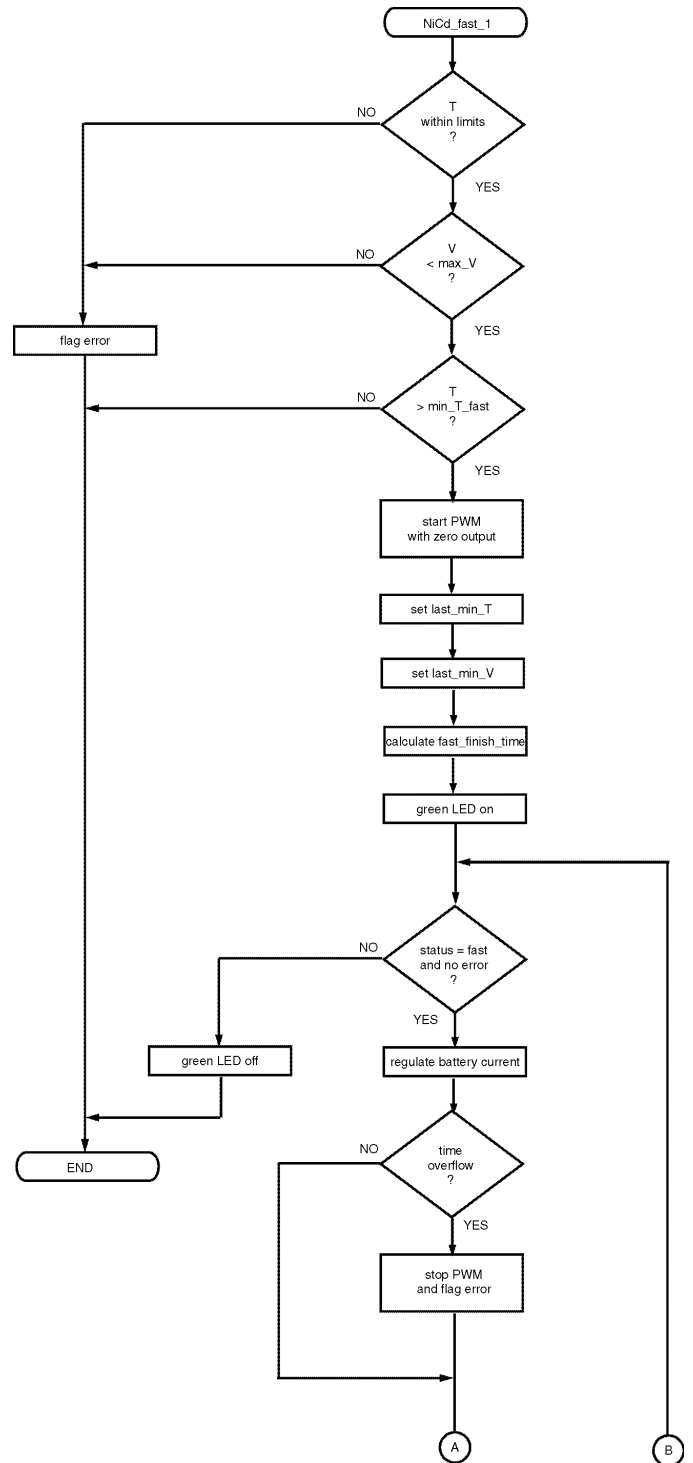 NiCd_fast_1
T
within limits
?
NO
YES
V
< max_V
?
NO
YES
flag error
T
> min_T_fast
?
NO
YES
start PWM
with zero output
set last_min_T
set last_min_V
calculate fast_finish_time
green LED on
status = fast
and no error
?
NO
YES
green LED off
regulate battery current
END
time
overflow
?
NO
YES
stop PWM
and flag error
A
B